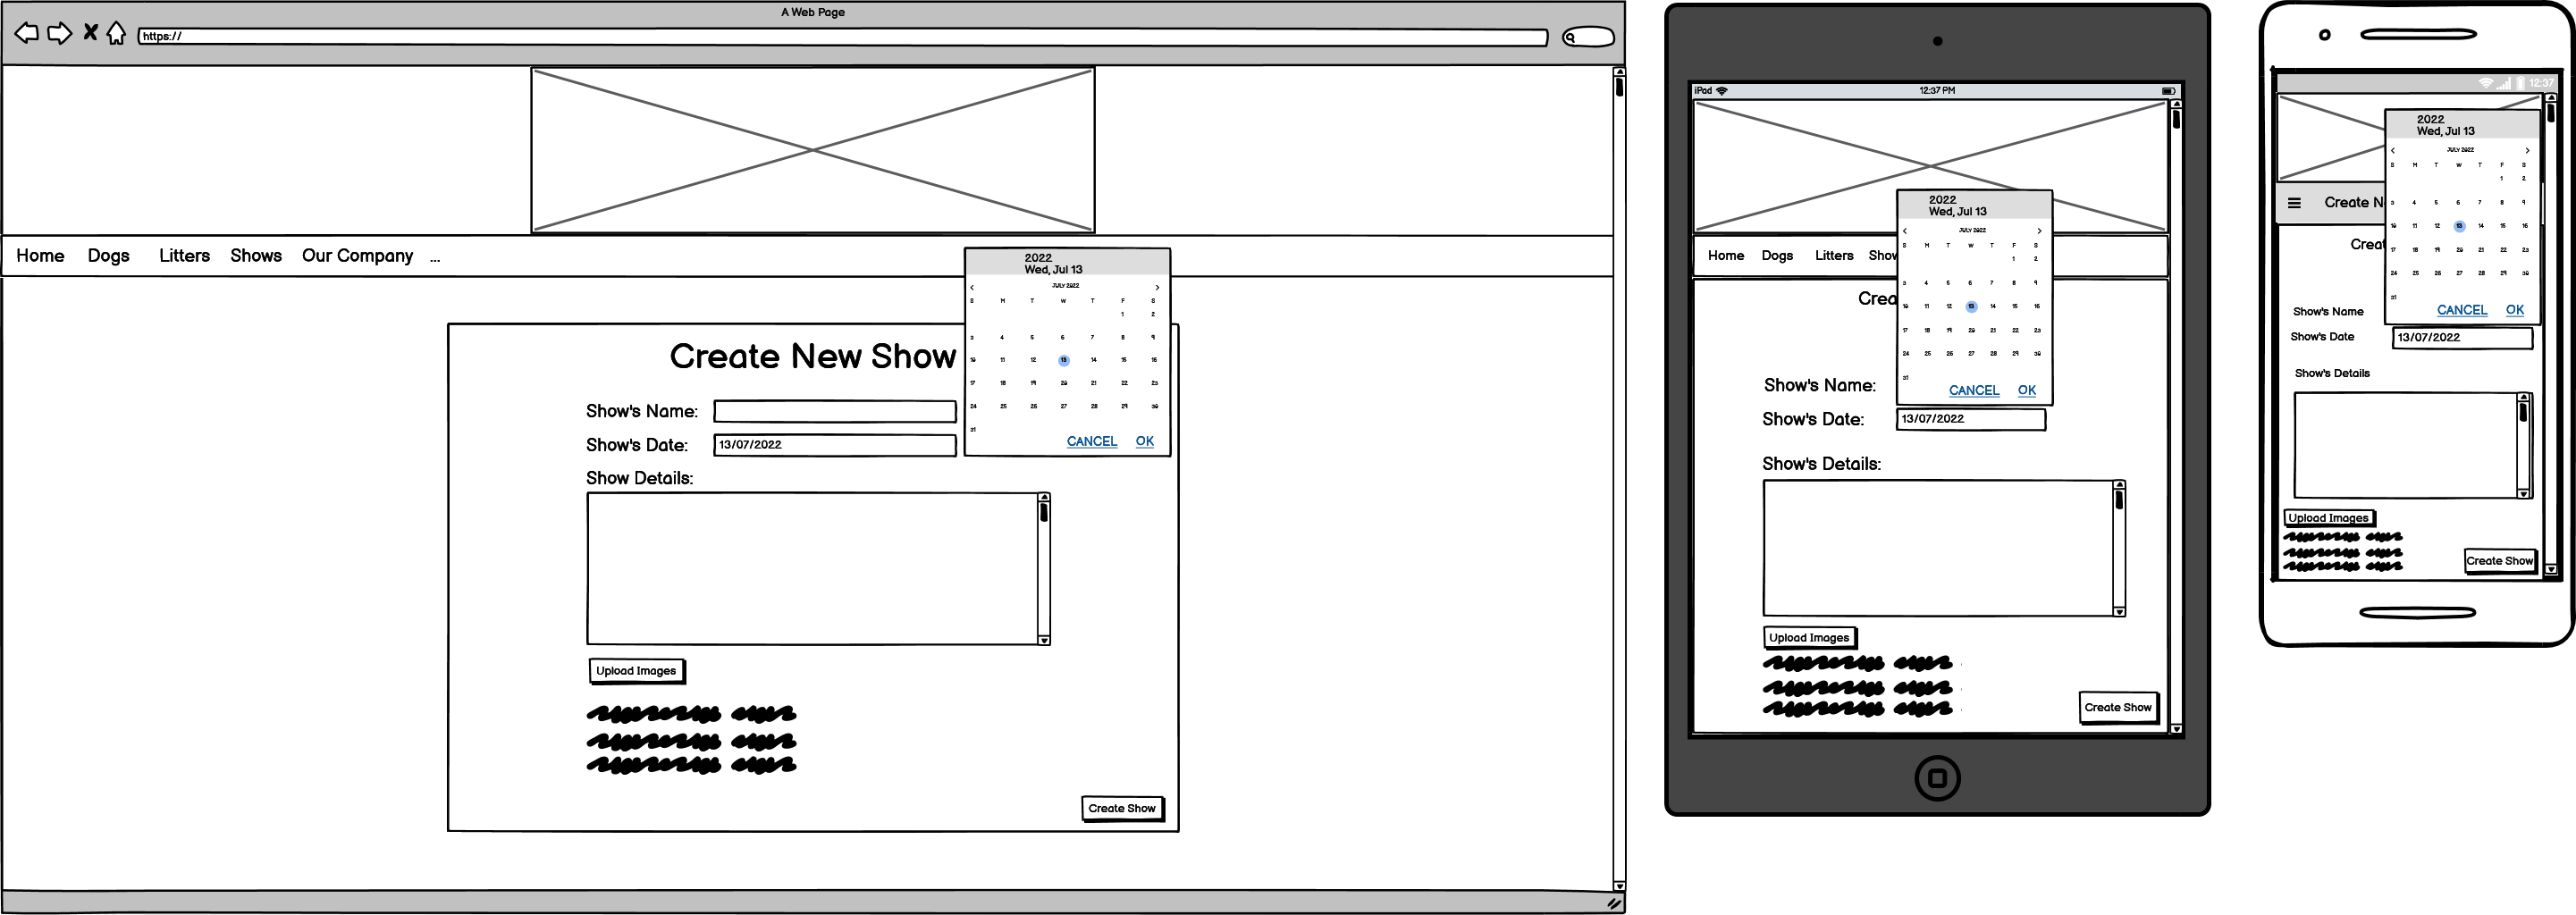 A Web Page
https://
Home Dogs Litters Shows Our Company ...
2022
Wed, Jul 13
JULY 2022
S M T W T F S
1 2
3 4 5 6 7 8 9
10 11 12 13 14 15 16
17 18 19 20 21 22 23
24 25 26 27 28 29 30
31
CANCEL OK
Create New Show
Show's Name:
Show's Date: 13/07/2022
Show Details:
Upload Images
Create Show
iPad 12:37 PM
Home Dogs Litters Show
2022
Wed, Jul 13
JULY 2022
S M T W T F S
1 2
3 4 5 6 7 8 9
10 11 12 13 14 15 16
17 18 19 20 21 22 23
24 25 26 27 28 29 30
31
CANCEL OK
Crea
Show's Name:
Show's Date: 13/07/2022
Show's Details:
Upload Images
Create Show
12:37
2022
Wed, Jul 13
JULY 2022
S M T W T F S
1 2
3 4 5 6 7 8 9
10 11 12 13 14 15 16
17 18 19 20 21 22 23
24 25 26 27 28 29 30
31
CANCEL OK
Create N
Creat
Show's Name
Show's Date 13/07/2022
Show's Details
Upload Images
Create Show